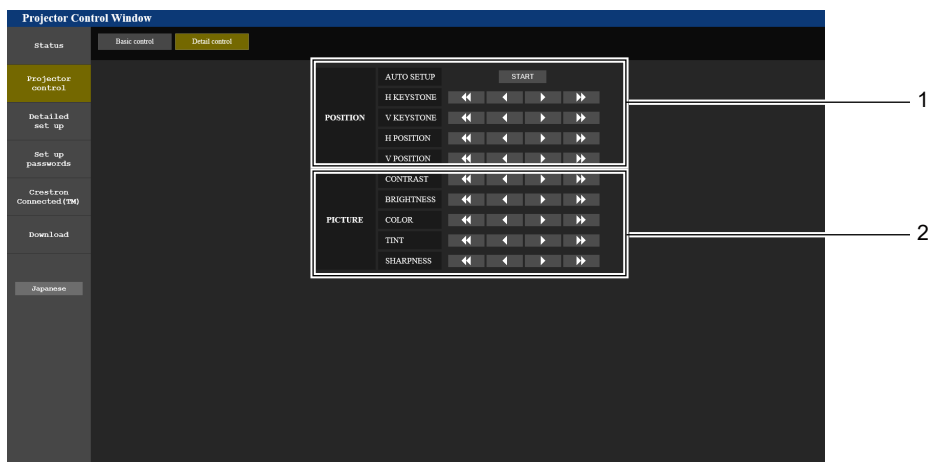 Projector Control Window
Status
Basic control
Detail control
Projector
control
Detailed
set up
Set up
passwords
Crestron
Connected(TM)
Download
Japanese
POSITION
AUTO SETUP
START
H KEYSTONE
V KEYSTONE
H POSITION
V POSITION
1
PICTURE
CONTRAST
BRIGHTNESS
COLOR
TINT
SHARPNESS
2